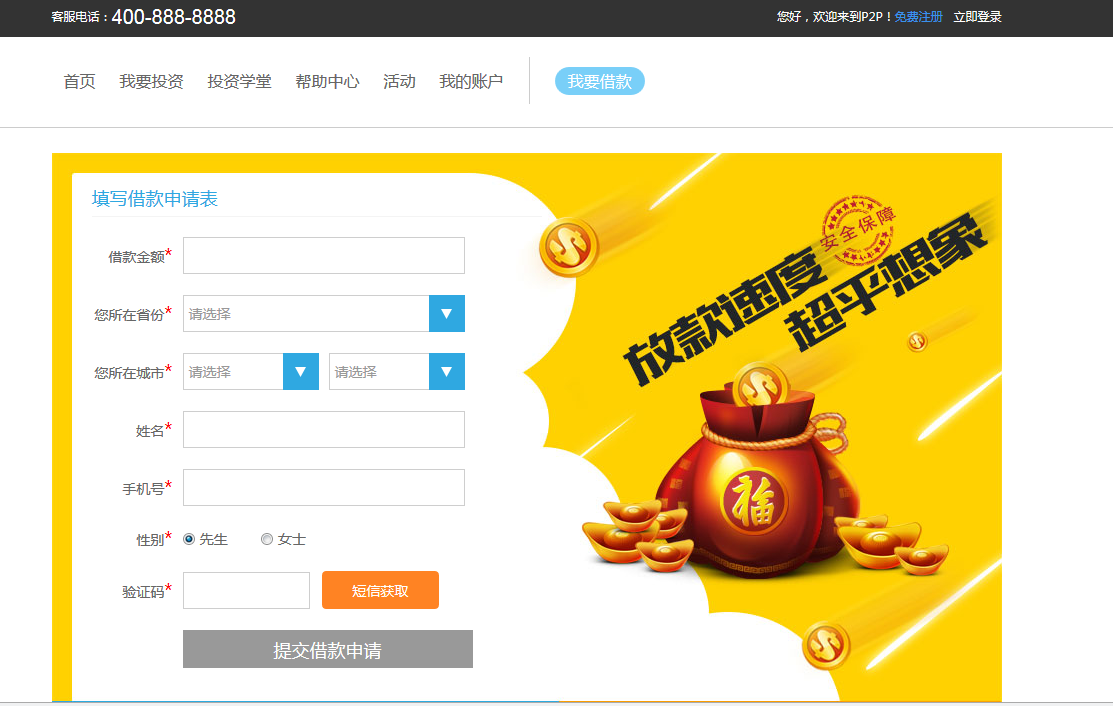 客服电话：400-888-8888 您好，欢迎来到P2P！免费注册 立即登录
首页 我要投资 投资学堂 帮助中心 活动 我的账户 我要借款
填写借款申请表
借款金额*
您所在省份* 请选择 ▼
您所在城市* 请选择 ▼ 请选择 ▼
姓名*
手机号*
性别* 先生 女士
验证码* 短信获取
提交借款申请
安全保障
放款速度
超乎想象
福